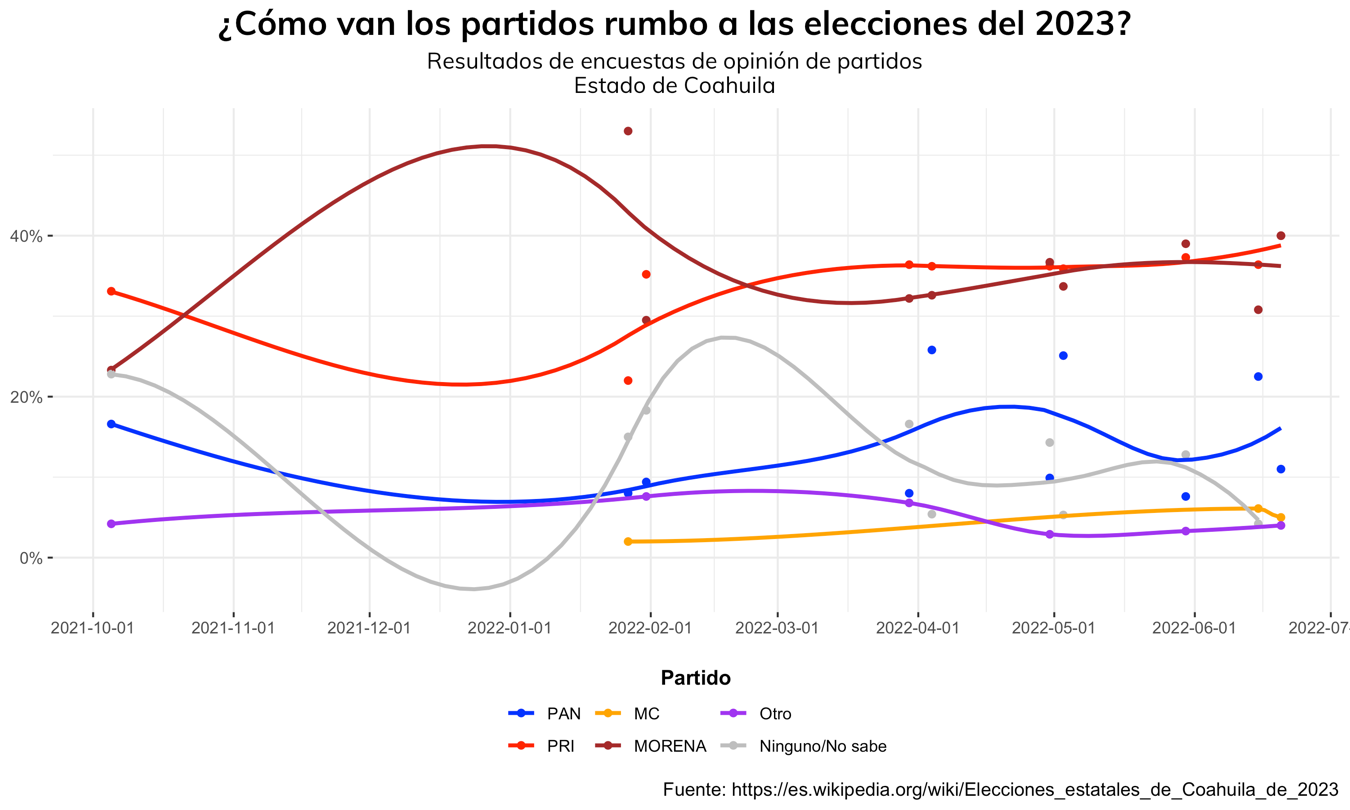 ¿Cómo van los partidos rumbo a las elecciones del 2023?
Resultados de encuestas de opinión de partidos
Estado de Coahuila
40%
20%
0%
2021-10-01 2021-11-01 2021-12-01 2022-01-01 2022-02-01 2022-03-01 2022-04-01 2022-05-01 2022-06-01 2022-07-
Partido
PAN MC Otro
PRI MORENA Ninguno/No sabe
Fuente: https://es.wikipedia.org/wiki/Elecciones_estatales_de_Coahuila_de_2023